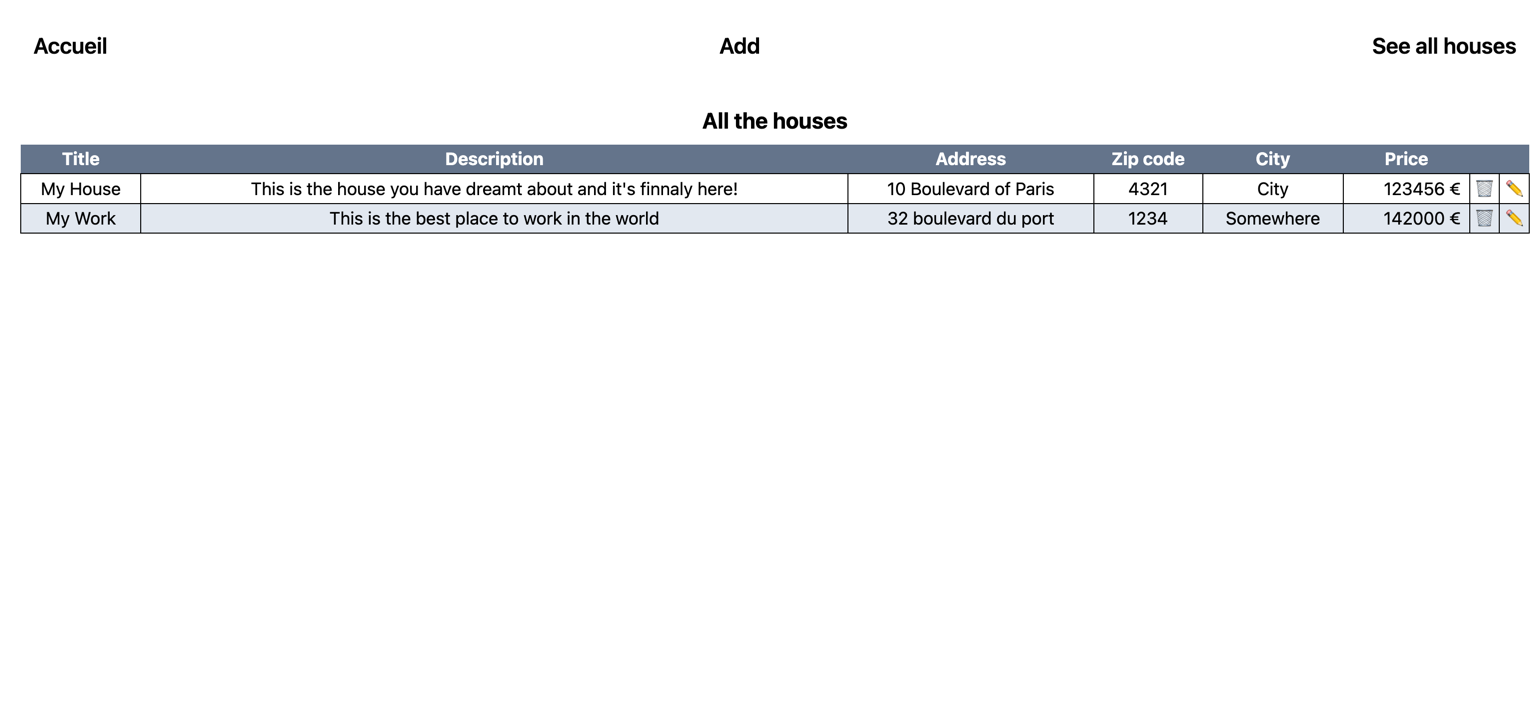 Accueil Add See all houses
All the houses
Title Description Address Zip code City Price
My House This is the house you have dreamt about and it's finnaly here! 10 Boulevard of Paris 4321 City 123456 €
My Work This is the best place to work in the world 32 boulevard du port 1234 Somewhere 142000 €